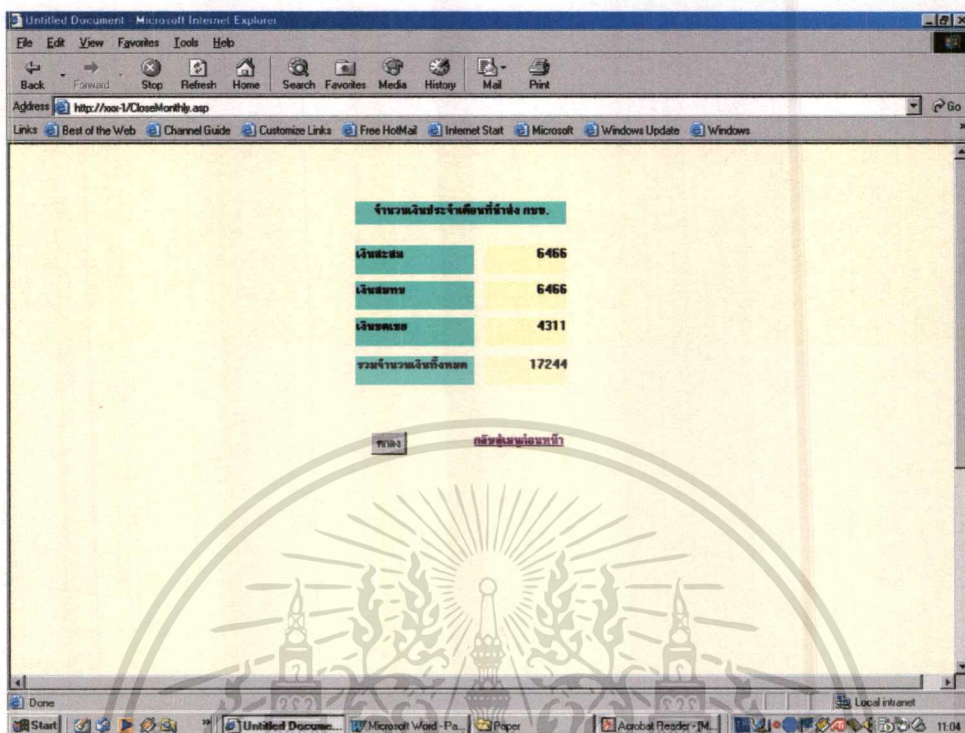 Untitled Document - Microsoft Internet Explorer
File Edit View Favorites Tools Help
Back Forward Stop Refresh Home Search Favorites Media History Mail Print
Address http://xxx-1/CloseMonthly.asp Go
Links Best of the Web Channel Guide Customize Links Free HotMail Internet Start Microsoft Windows Update Windows
จำนวนเงินประจำเดือนที่นำส่ง กบข.
เงินสะสม 6466
เงินสมทบ 6466
เงินชดเชย 4311
รวมจำนวนเงินทั้งหมด 17244
ตกลง กลับสู่เมนูก่อนหน้า
Done Local intranet
Start Untitled Docume... Microsoft Word - Pa... Paper Acrobat Reader - [M... 11:04